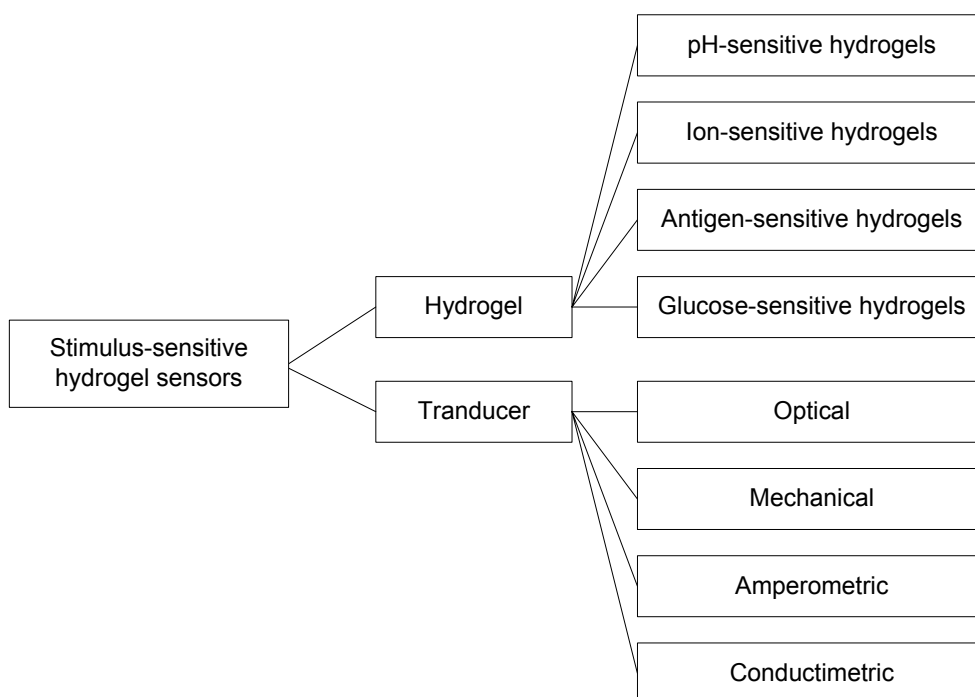 Stimulus-sensitive
hydrogel sensors
Hydrogel
Tranducer
pH-sensitive hydrogels
Ion-sensitive hydrogels
Antigen-sensitive hydrogels
Glucose-sensitive hydrogels
Optical
Mechanical
Amperometric
Conductimetric